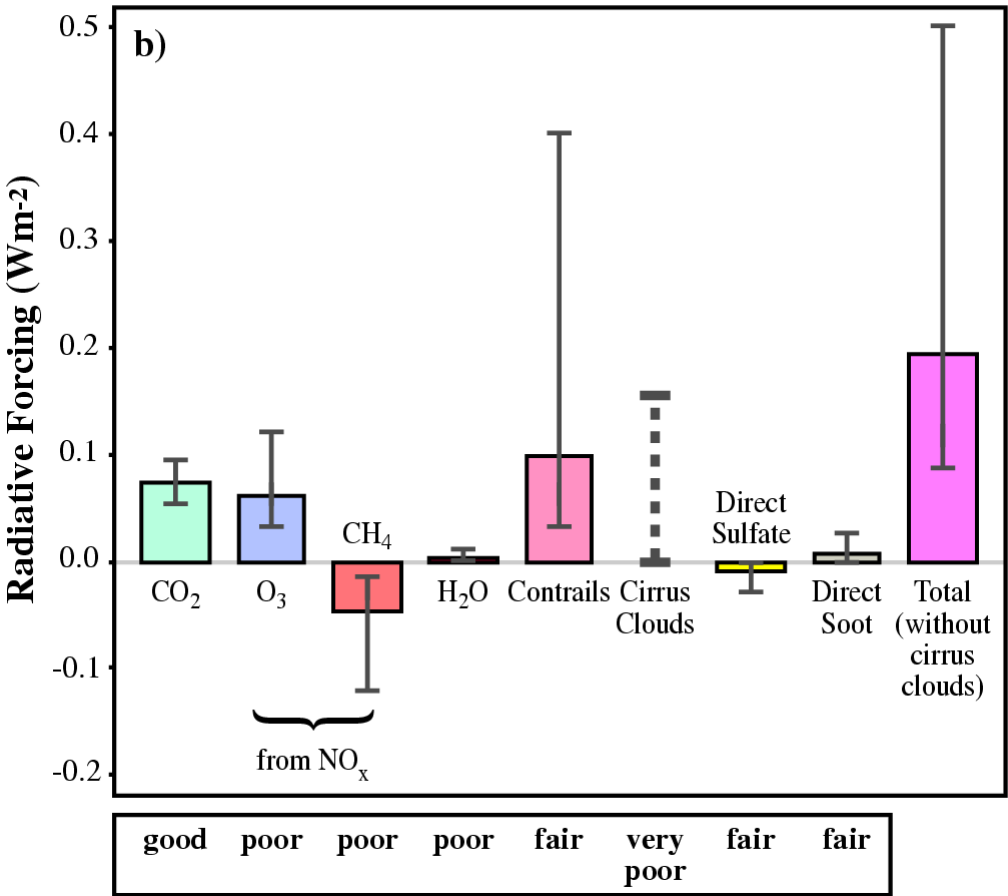 b)
Radiative Forcing (Wm-2)
0.5
0.4
0.3
0.2
0.1
0.0
-0.1
-0.2
CO2
O3
CH4
H2O
Contrails
Cirrus
Clouds
Direct
Sulfate
Direct
Soot
Total
(without
cirrus
clouds)
from NOx
good
poor
poor
poor
fair
very
poor
fair
fair